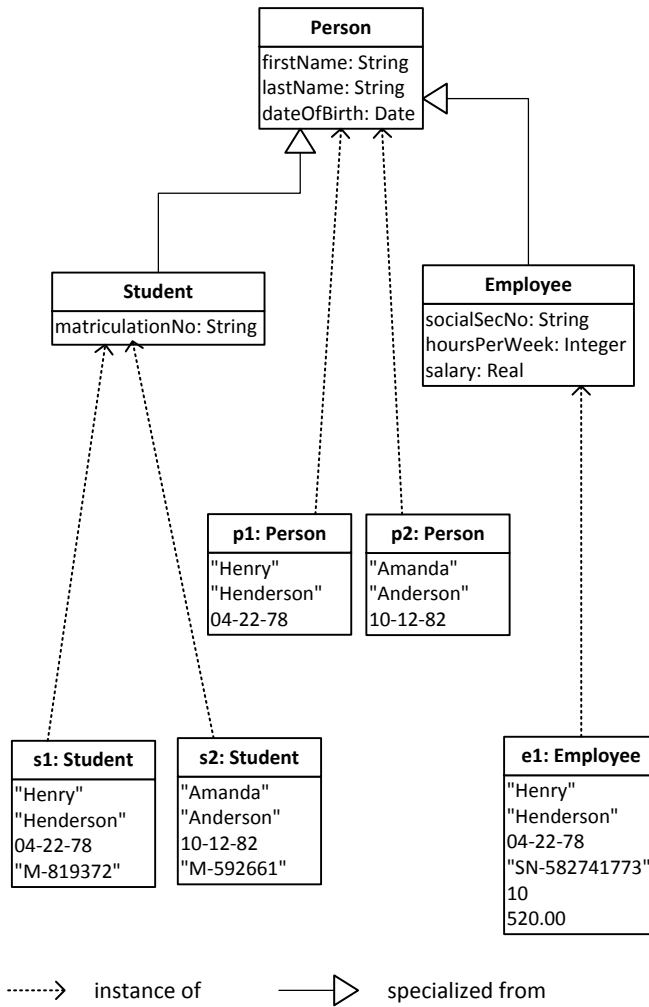 Person
firstName: String
lastName: String
dateOfBirth: Date
Student
matriculationNo: String
Employee
socialSecNo: String
hoursPerWeek: Integer
salary: Real
p1: Person
"Henry"
"Henderson"
04-22-78
p2: Person
"Amanda"
"Anderson"
10-12-82
s1: Student
"Henry"
"Henderson"
04-22-78
"M-819372"
s2: Student
"Amanda"
"Anderson"
10-12-82
"M-592661"
e1: Employee
"Henry"
"Henderson"
04-22-78
"SN-582741773"
10
520.00
instance of
specialized from